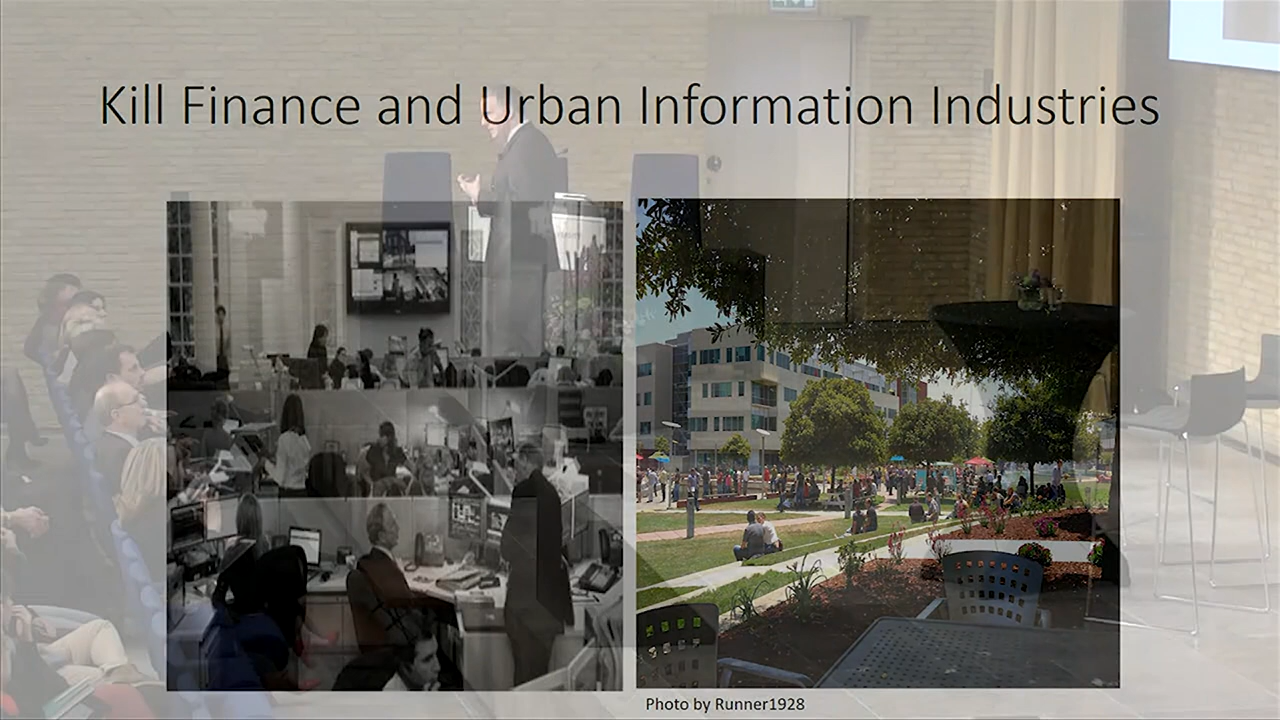 Kill Finance and Urban Information Industries
Photo by Runner1928